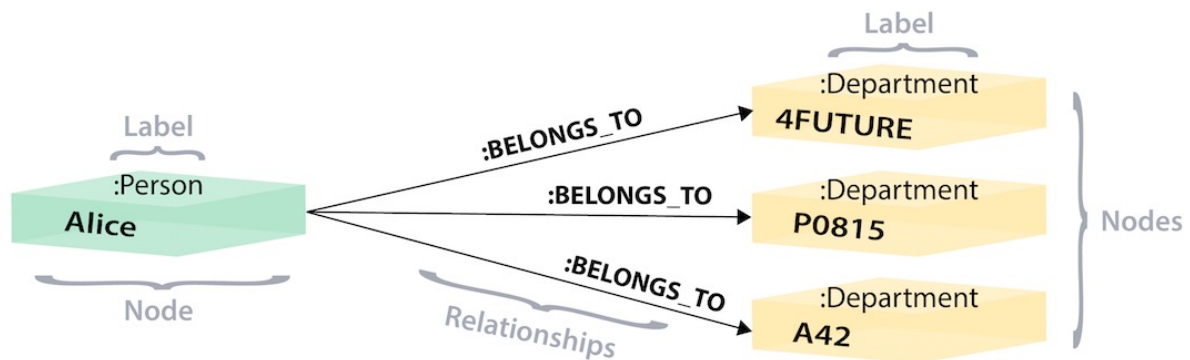 Label
:Person
Alice
Node
:BELONGS_TO
:BELONGS_TO
:BELONGS_TO
Relationships
Label
:Department
4FUTURE
:Department
P0815
:Department
A42
Nodes